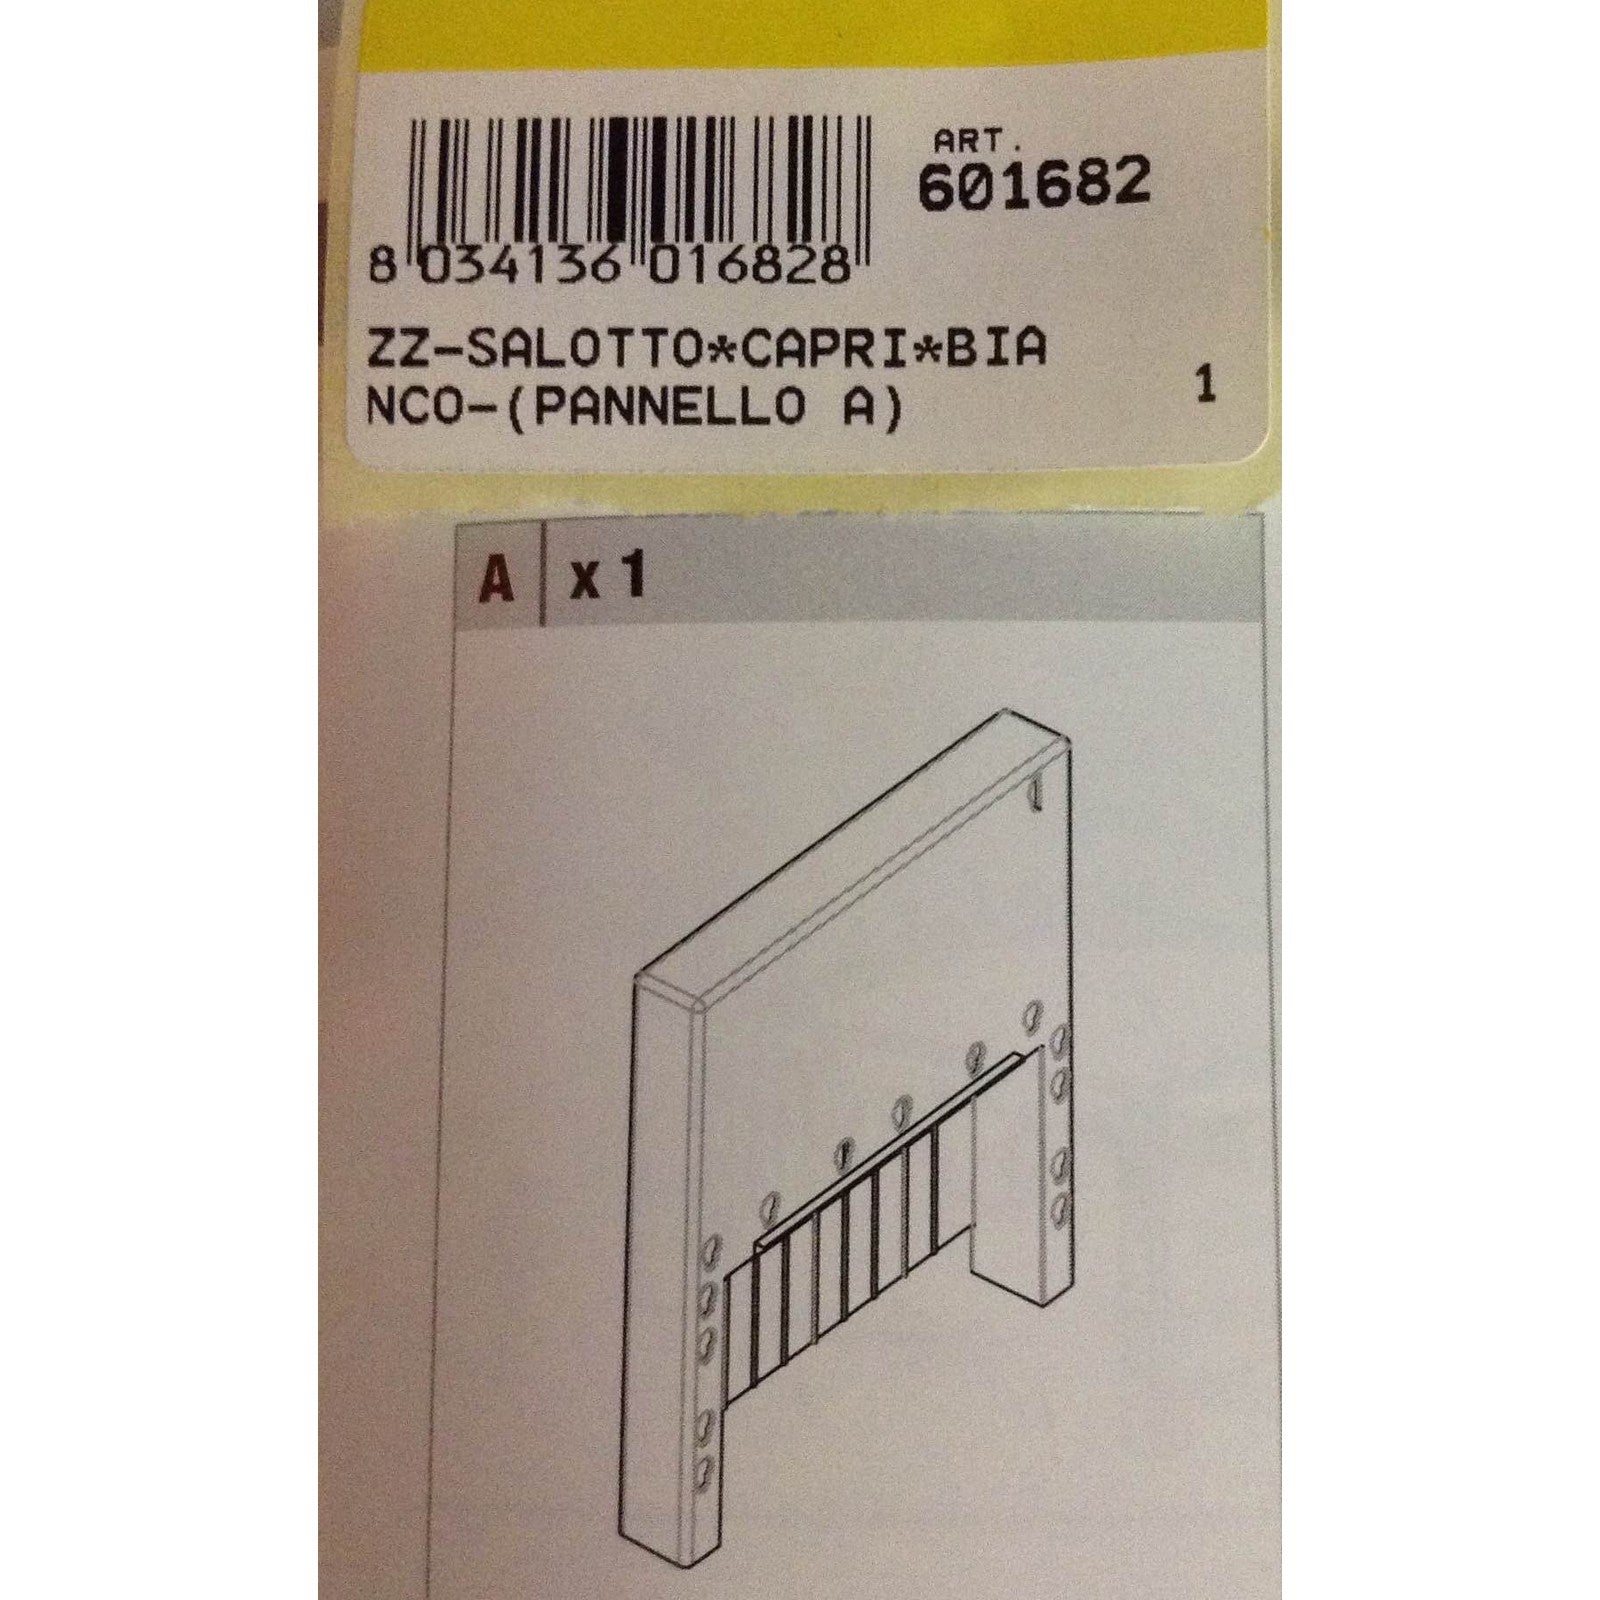 ART.
601682
8 034136 016828
ZZ-SALOTTO*CAPRI*BIA
NCO-(PANNELLO A)
1
A x 1